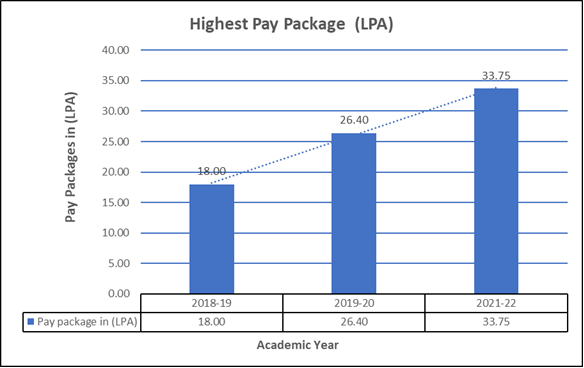 Highest Pay Package (LPA)
Pay Packages in (LPA)
40.00
35.00
30.00
25.00
20.00
15.00
10.00
5.00
0.00
18.00
26.40
33.75
2018-19 2019-20 2021-22
Pay package in (LPA) 18.00 26.40 33.75
Academic Year